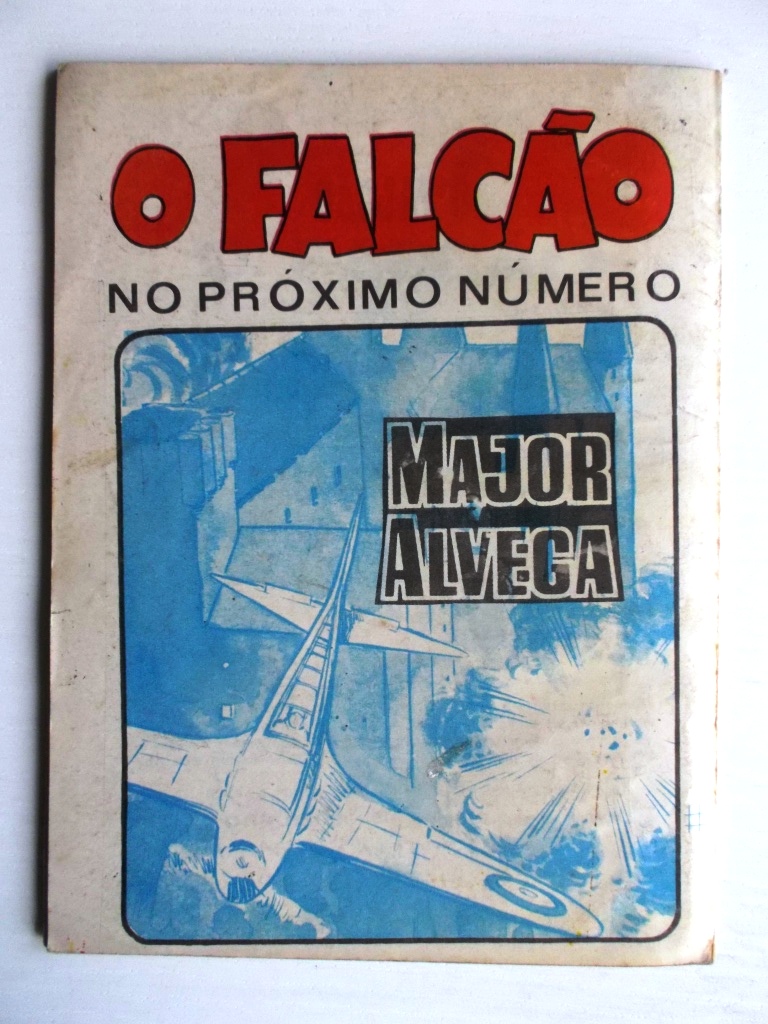 O FALCÃO
NO PRÓXIMO NÚMERO
MAJOR
ALVEGA